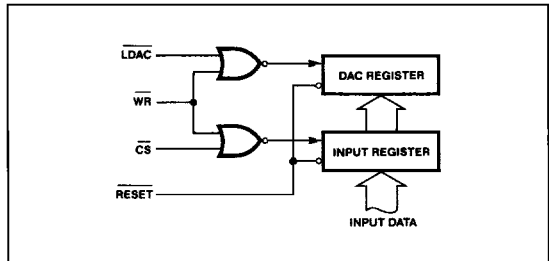 LDAC
DAC REGISTER
WR
CS
INPUT REGISTER
RESET
INPUT DATA